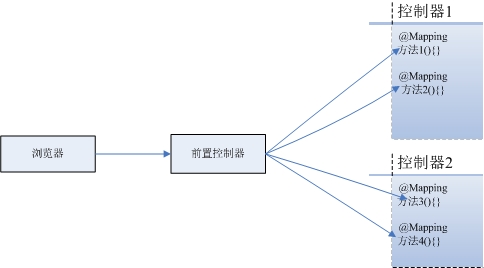 控制器1
@Mapping
方法1(){}
@Mapping
方法2(){}
浏览器
前置控制器
控制器2
@Mapping
方法3(){}
@Mapping
方法4(){}